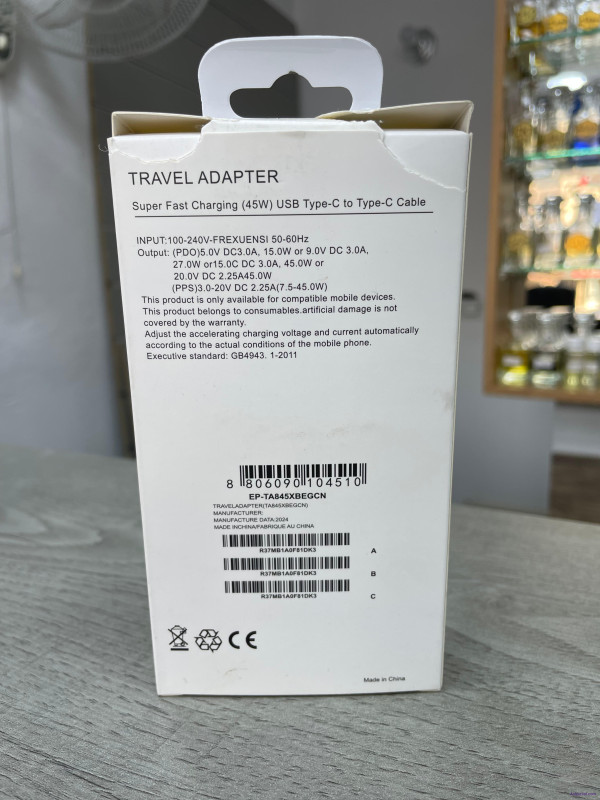 TRAVEL ADAPTER
Super Fast Charging (45W) USB Type-C to Type-C Cable
INPUT:100-240V-FREXUENSI 50-60Hz
Output: (PDO)5.0V DC3.0A, 15.0W or 9.0V DC 3.0A,
27.0W or15.0C DC 3.0A, 45.0W or
20.0V DC 2.25A45.0W
(PPS)3.0-20V DC 2.25A(7.5-45.0W)
This product is only available for compatible mobile devices.
This product belongs to consumables.artificial damage is not
covered by the warranty.
Adjust the accelerating charging voltage and current automatically
according to the actual conditions of the mobile phone.
Executive standard: GB4943. 1-2011
8 806090 104510
EP-TA845XBEGCN
TRAVELADAPTER(TA845XBEGCN)
MANUFACTURER:
MANUFACTURE DATA:2024
MADE INCHINA/FABRIQUE AU CHINA
R37MB1A0F81DK3 A
R37MB1A0F81DK3 B
R37MB1A0F81DK3 C
CE
Made in China